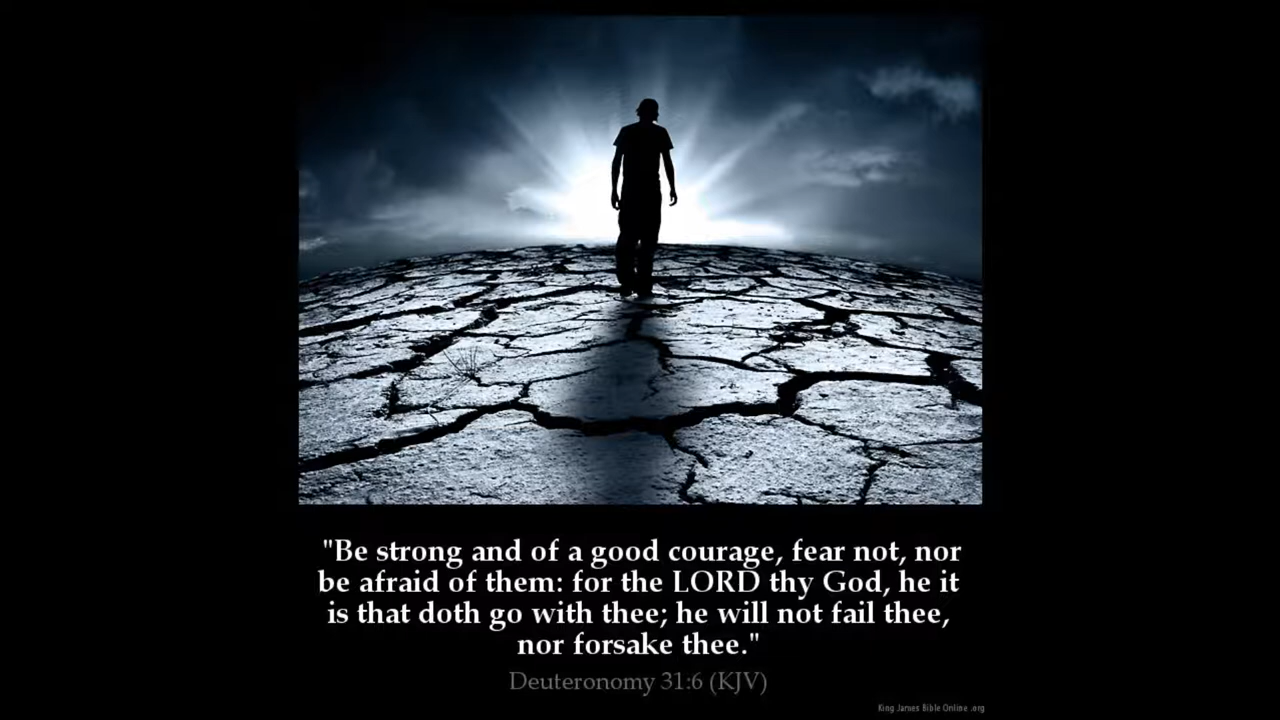 "Be strong and of a good courage, fear not, nor
be afraid of them: for the LORD thy God, he it
is that doth go with thee; he will not fail thee,
nor forsake thee."
Deuteronomy 31:6 (KJV)
King James Bible Online .org